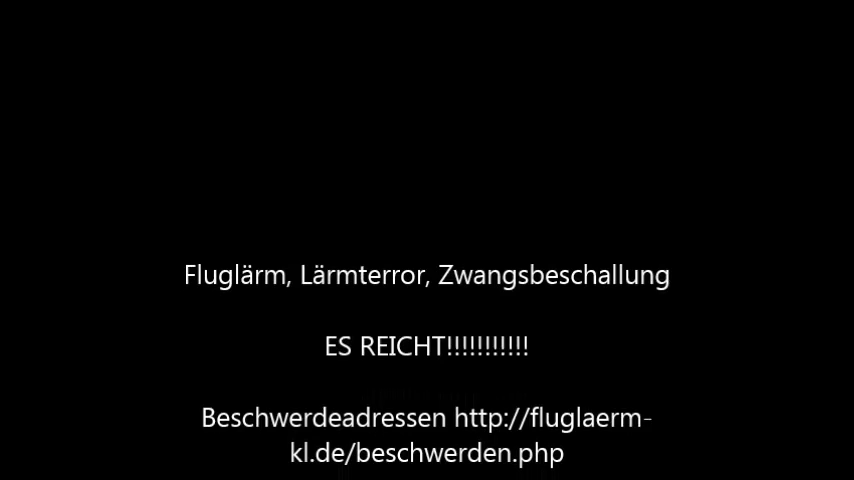 Fluglärm, Lärmterror, Zwangsbeschallung
ES REICHT!!!!!!!!!!!
Beschwerdeadressen http://fluglaerm-
kl.de/beschwerden.php